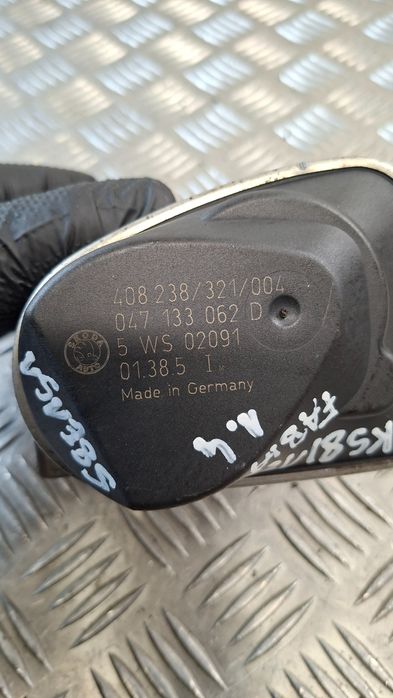 408.238/321/004
047 133 062 D
SKODA
AUTO
5 WS 02091
01.38.5 I
Made in Germany
1.4
FABIA